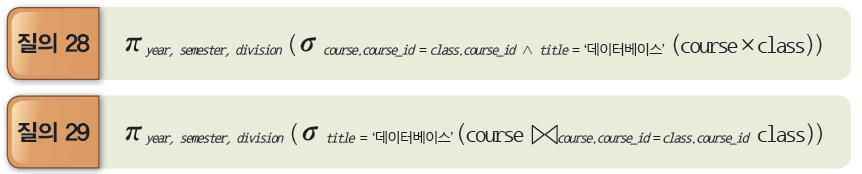 질의 28 π year, semester, division (σ course.course_id = class.course_id ∧ title = ‘데이터베이스’ (course×class))
질의 29 π year, semester, division (σ title = ‘데이터베이스’ (course ⋈ course.course_id = class.course_id class))